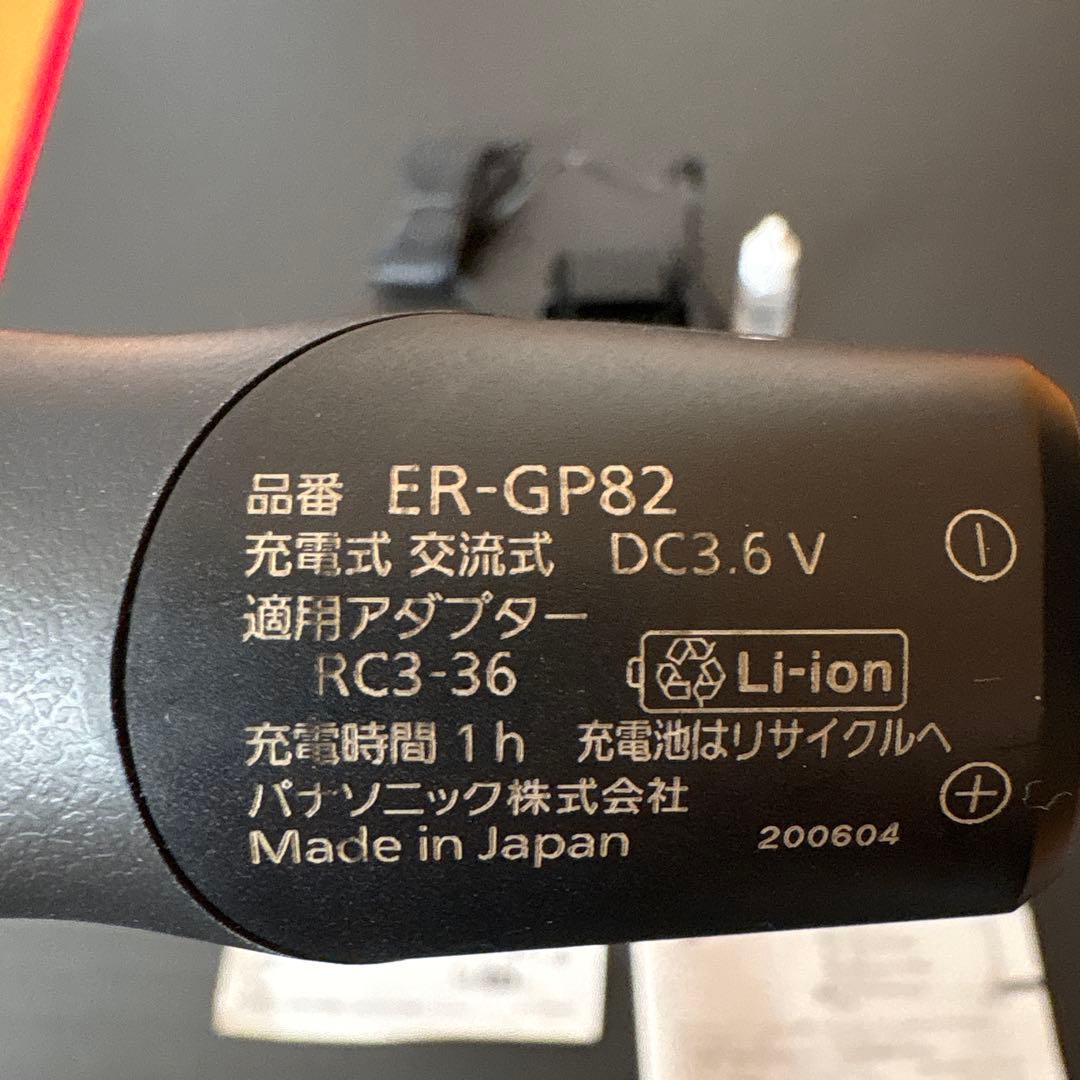 品番 ER-GP82
充電式 交流式 DC3.6 V
適用アダプター
RC3-36
Li-ion
充電時間 1 h 充電池はリサイクルへ
パナソニック株式会社
Made in Japan 200604